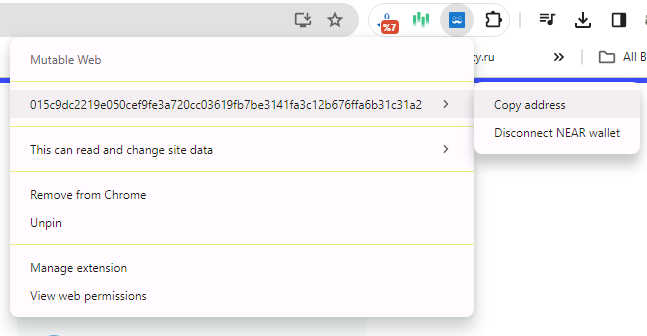 %7
ty.ru
»
All B
Mutable Web
015c9dc2219e050cef9fe3a720cc03619fb7be3141fa3c12b676ffa6b31c31a2
Copy address
Disconnect NEAR wallet
This can read and change site data
Remove from Chrome
Unpin
Manage extension
View web permissions